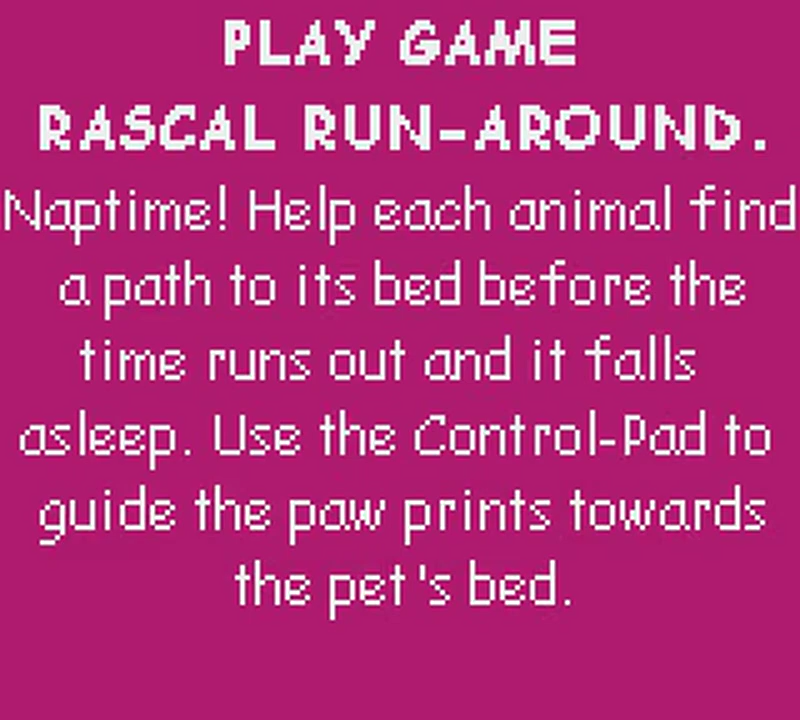 PLAY GAME
RASCAL RUN-AROUND.
Naptime! Help each animal find
a path to its bed before the
time runs out and it falls
asleep. Use the Control-Pad to
guide the paw prints towards
the pet's bed.